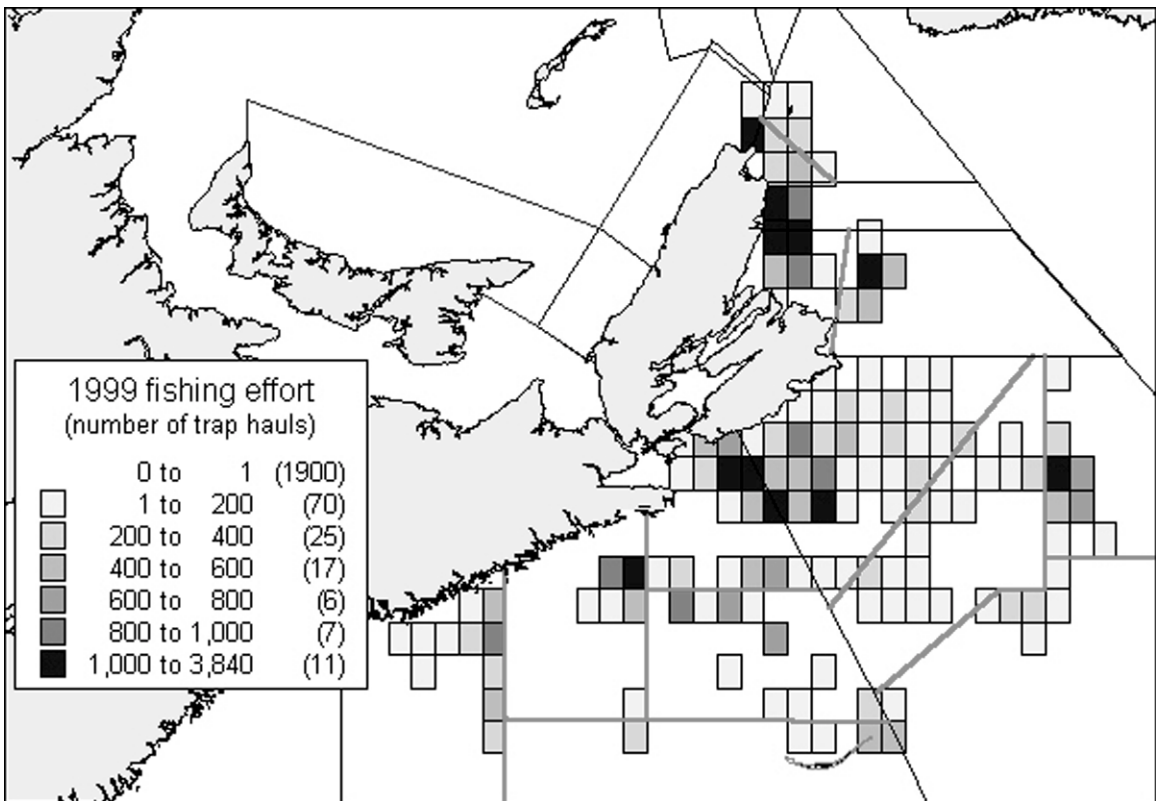 1999 fishing effort
(number of trap hauls)
0 to 1 (1900)
1 to 200 (70)
200 to 400 (25)
400 to 600 (17)
600 to 800 (6)
800 to 1,000 (7)
1,000 to 3,840 (11)